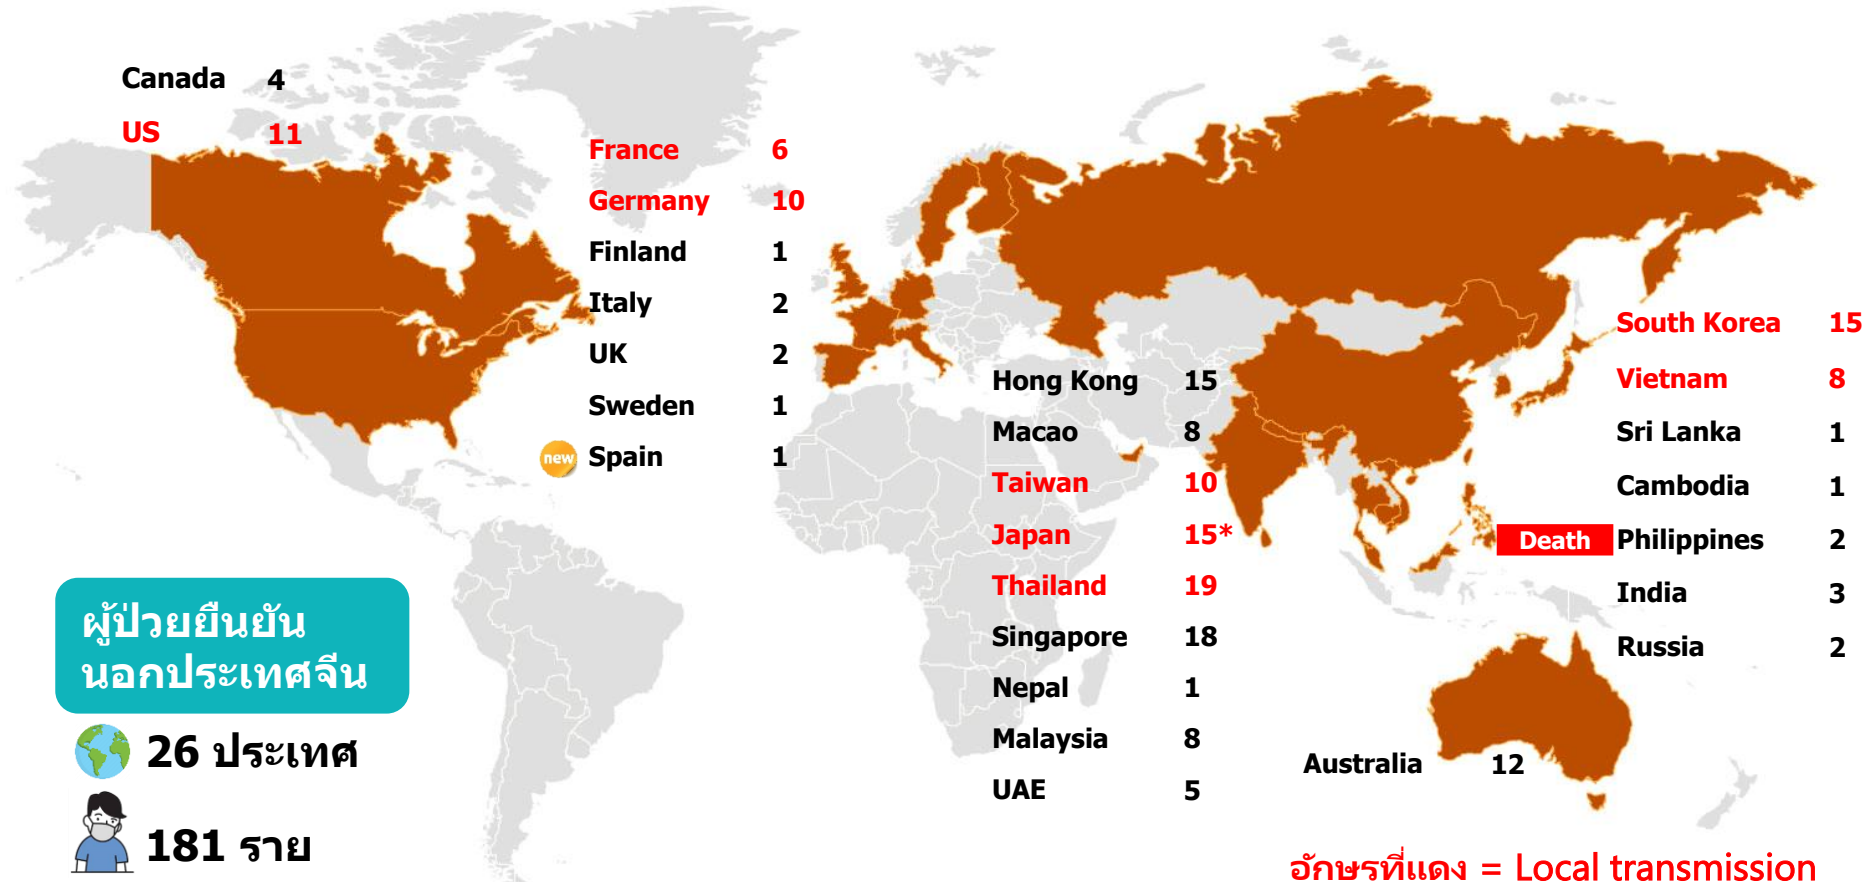 Canada 4
US 11
France 6
Germany 10
Finland 1
Italy 2
UK 2
Sweden 1
new Spain 1
Hong Kong 15
Macao 8
Taiwan 10
Japan 15*
Thailand 19
Singapore 18
Nepal 1
Malaysia 8
UAE 5
South Korea 15
Vietnam 8
Sri Lanka 1
Cambodia 1
Death Philippines 2
India 3
Russia 2
Australia 12
ผู้ป่วยยืนยัน
นอกประเทศจีน
26 ประเทศ
181 ราย
อักษรที่แดง = Local transmission